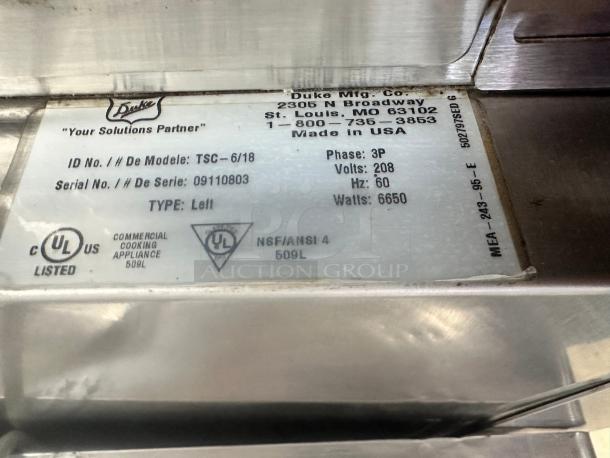 Duke
"Your Solutions Partner"
Duke Mfg. Co.
2305 N Broadway
St. Louis, MO 63102
1-800-735-3853
Made in USA
ID No. / # De Modele: TSC-6/18
Serial No. / # De Serie: 09110803
TYPE: Left
Phase: 3P
Volts: 208
Hz: 60
Watts: 6650
C UL US
LISTED
COMMERCIAL
COOKING
APPLIANCE
509L
UL
NSF/ANSI 4
509L
MEA-243-95-E 502797SED G
AUCTION GROUP